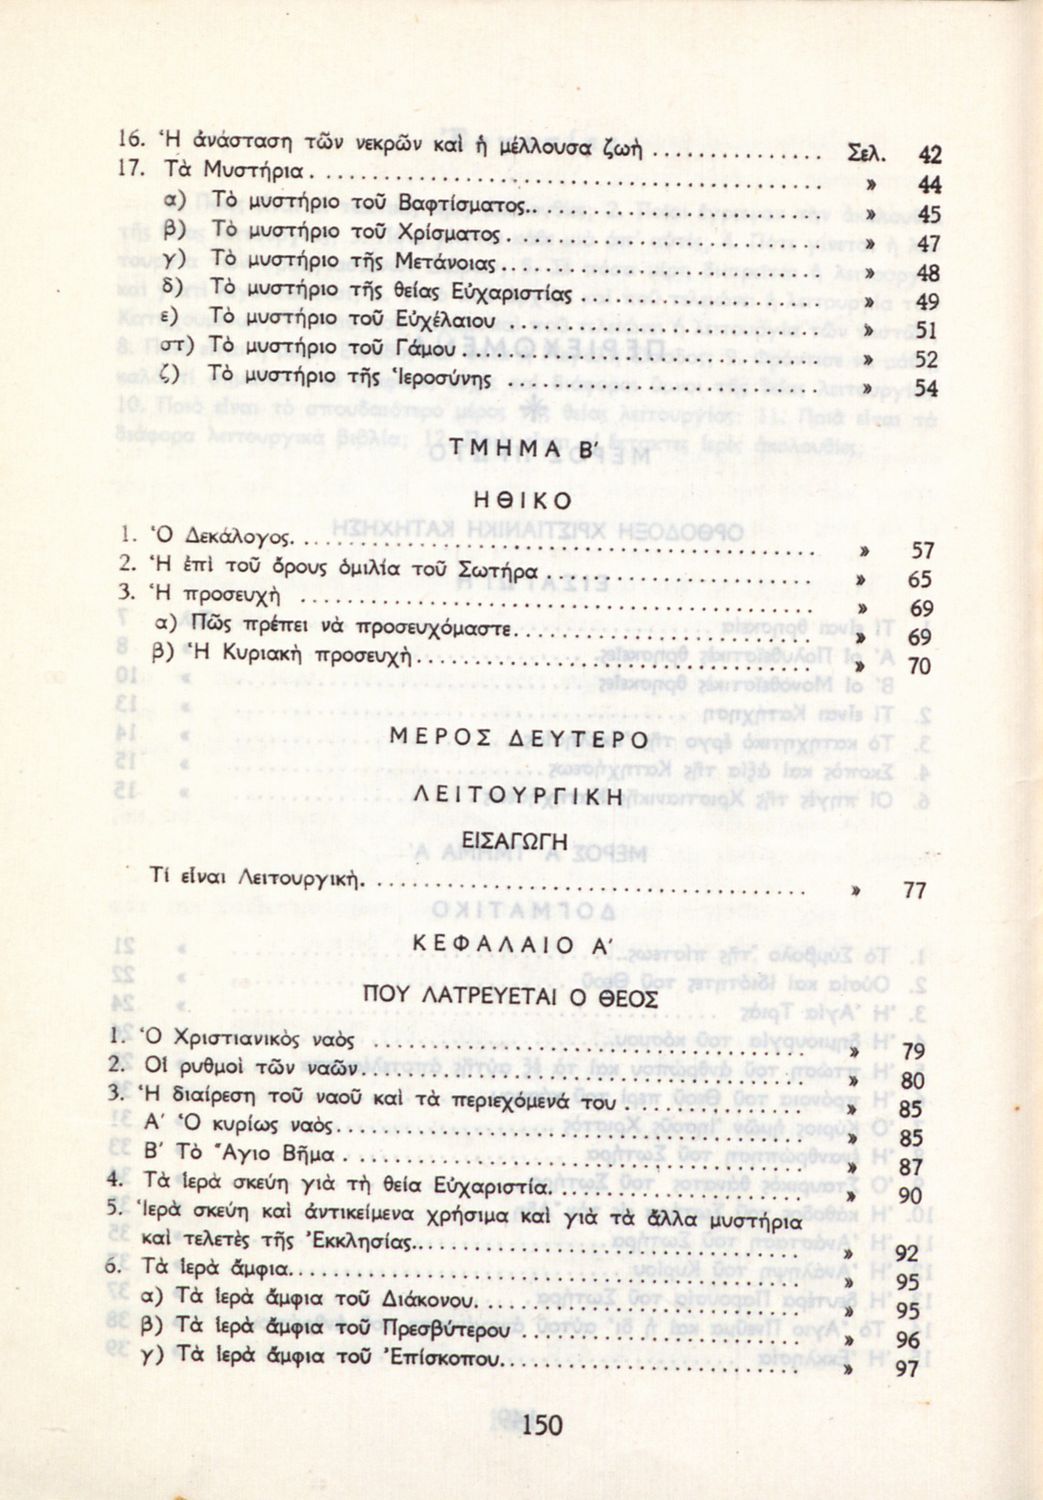 16. Ἡ ἀνάσταση τῶν νεκρῶν καὶ ἡ μέλλουσα ζωὴ ............... Σελ. 42
17. Τὰ Μυστήρια ............... » 44
α) Τὸ μυστήριο τοῦ Βαφτίσματος ............... » 45
β) Τὸ μυστήριο τοῦ Χρίσματος ............... » 47
γ) Τὸ μυστήριο τῆς Μετάνοιας ............... » 48
δ) Τὸ μυστήριο τῆς θείας Εὐχαριστίας ............... » 49
ε) Τὸ μυστήριο τοῦ Εὐχέλαιου ............... » 51
στ) Τὸ μυστήριο τοῦ Γάμου ............... » 52
ζ) Τὸ μυστήριο τῆς Ἱεροσύνης ............... » 54
ΤΜΗΜΑ Β'
ΗΘΙΚΟ
1. Ὁ Δεκάλογος ............... » 57
2. Ἡ ἐπὶ τοῦ ὄρους ὁμιλία τοῦ Σωτήρα ............... » 65
3. Ἡ προσευχὴ ............... » 69
α) Πῶς πρέπει νὰ προσευχόμαστε ............... » 69
β) Ἡ Κυριακὴ προσευχὴ ............... » 70
ΜΕΡΟΣ ΔΕΥΤΕΡΟ
ΛΕΙΤΟΥΡΓΙΚΗ
ΕΙΣΑΓΩΓΗ
Τί εἶναι Λειτουργικὴ ............... » 77
ΚΕΦΑΛΑΙΟ Α'
ΠΟΥ ΛΑΤΡΕΥΕΤΑΙ Ο ΘΕΟΣ
1. Ὁ Χριστιανικὸς ναὸς ............... » 79
2. Οἱ ρυθμοὶ τῶν ναῶν ............... » 80
3. Ἡ διαίρεση τοῦ ναοῦ καὶ τὰ περιεχόμενά του ............... » 85
Α' Ὁ κυρίως ναὸς ............... » 85
Β' Τὸ Ἅγιο Βῆμα ............... » 87
4. Τὰ ἱερὰ σκεύη γιὰ τὴ θεία Εὐχαριστία ............... » 90
5. Ἱερὰ σκεύη καὶ ἀντικείμενα χρήσιμα καὶ γιὰ τὰ ἄλλα μυστήρια
καὶ τελετὲς τῆς Ἐκκλησίας ............... » 92
6. Τὰ ἱερὰ ἄμφια ............... » 95
α) Τὰ ἱερὰ ἄμφια τοῦ Διάκονου ............... » 95
β) Τὰ ἱερὰ ἄμφια τοῦ Πρεσβύτερου ............... » 96
γ) Τὰ ἱερὰ ἄμφια τοῦ Ἐπίσκοπου ............... » 97
150